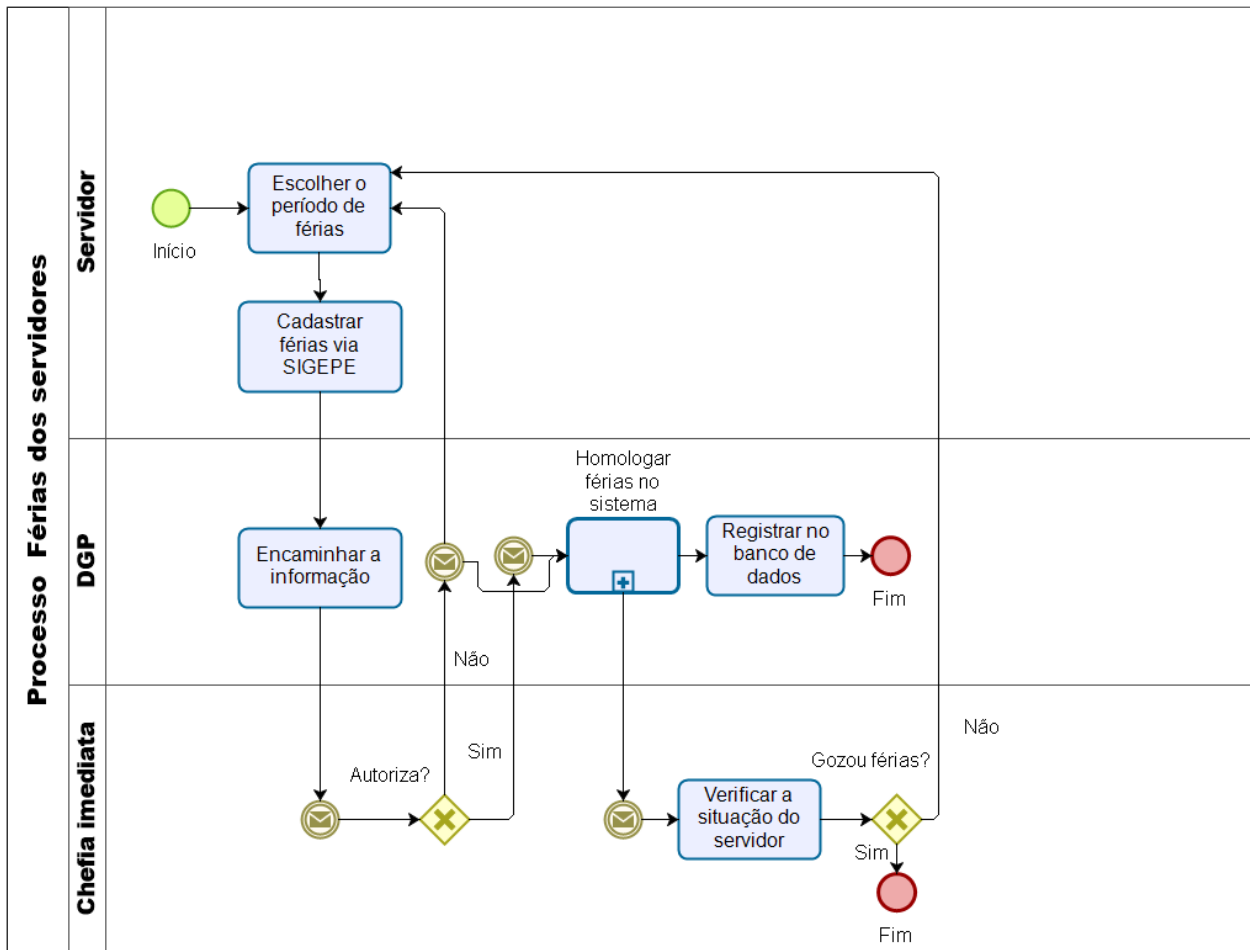 Processo Férias dos servidores
Servidor
Início
Escolher o
período de
férias
Cadastrar
férias via
SIGEPE
DGP
Encaminhar a
informação
Não
Homologar
férias no
sistema
Registrar no
banco de
dados
Fim
Chefia imediata
Autoriza?
Sim
Verificar a
situação do
servidor
Gozou férias?
Não
Sim
Fim